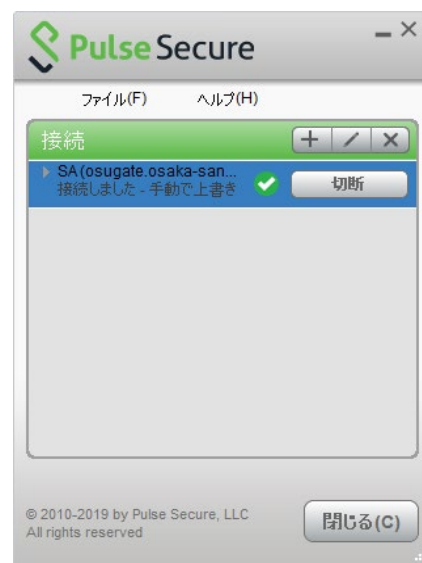 Pulse Secure
ファイル(F) ヘルプ(H)
接続
SA(osugate.osaka-san...
接続しました - 手動で上書き
切断
© 2010-2019 by Pulse Secure, LLC
All rights reserved
閉じる(C)